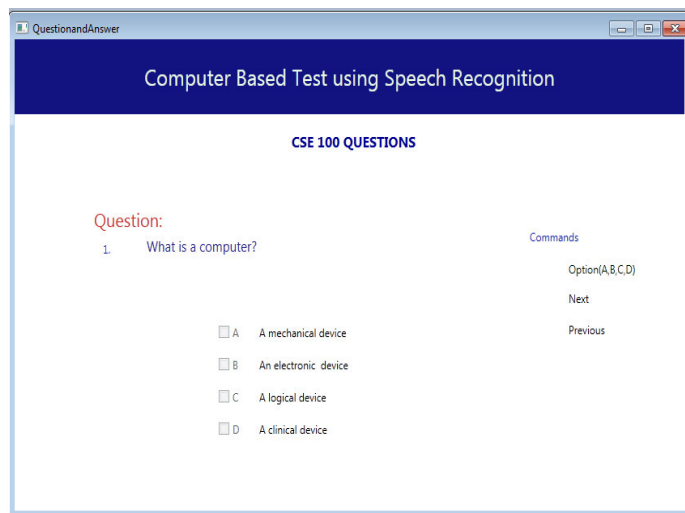 QuestionandAnswer
Computer Based Test using Speech Recognition
CSE 100 QUESTIONS
Question:
1. What is a computer?
Commands
Option(A,B,C,D)
Next
Previous
A A mechanical device
B An electronic device
C A logical device
D A clinical device